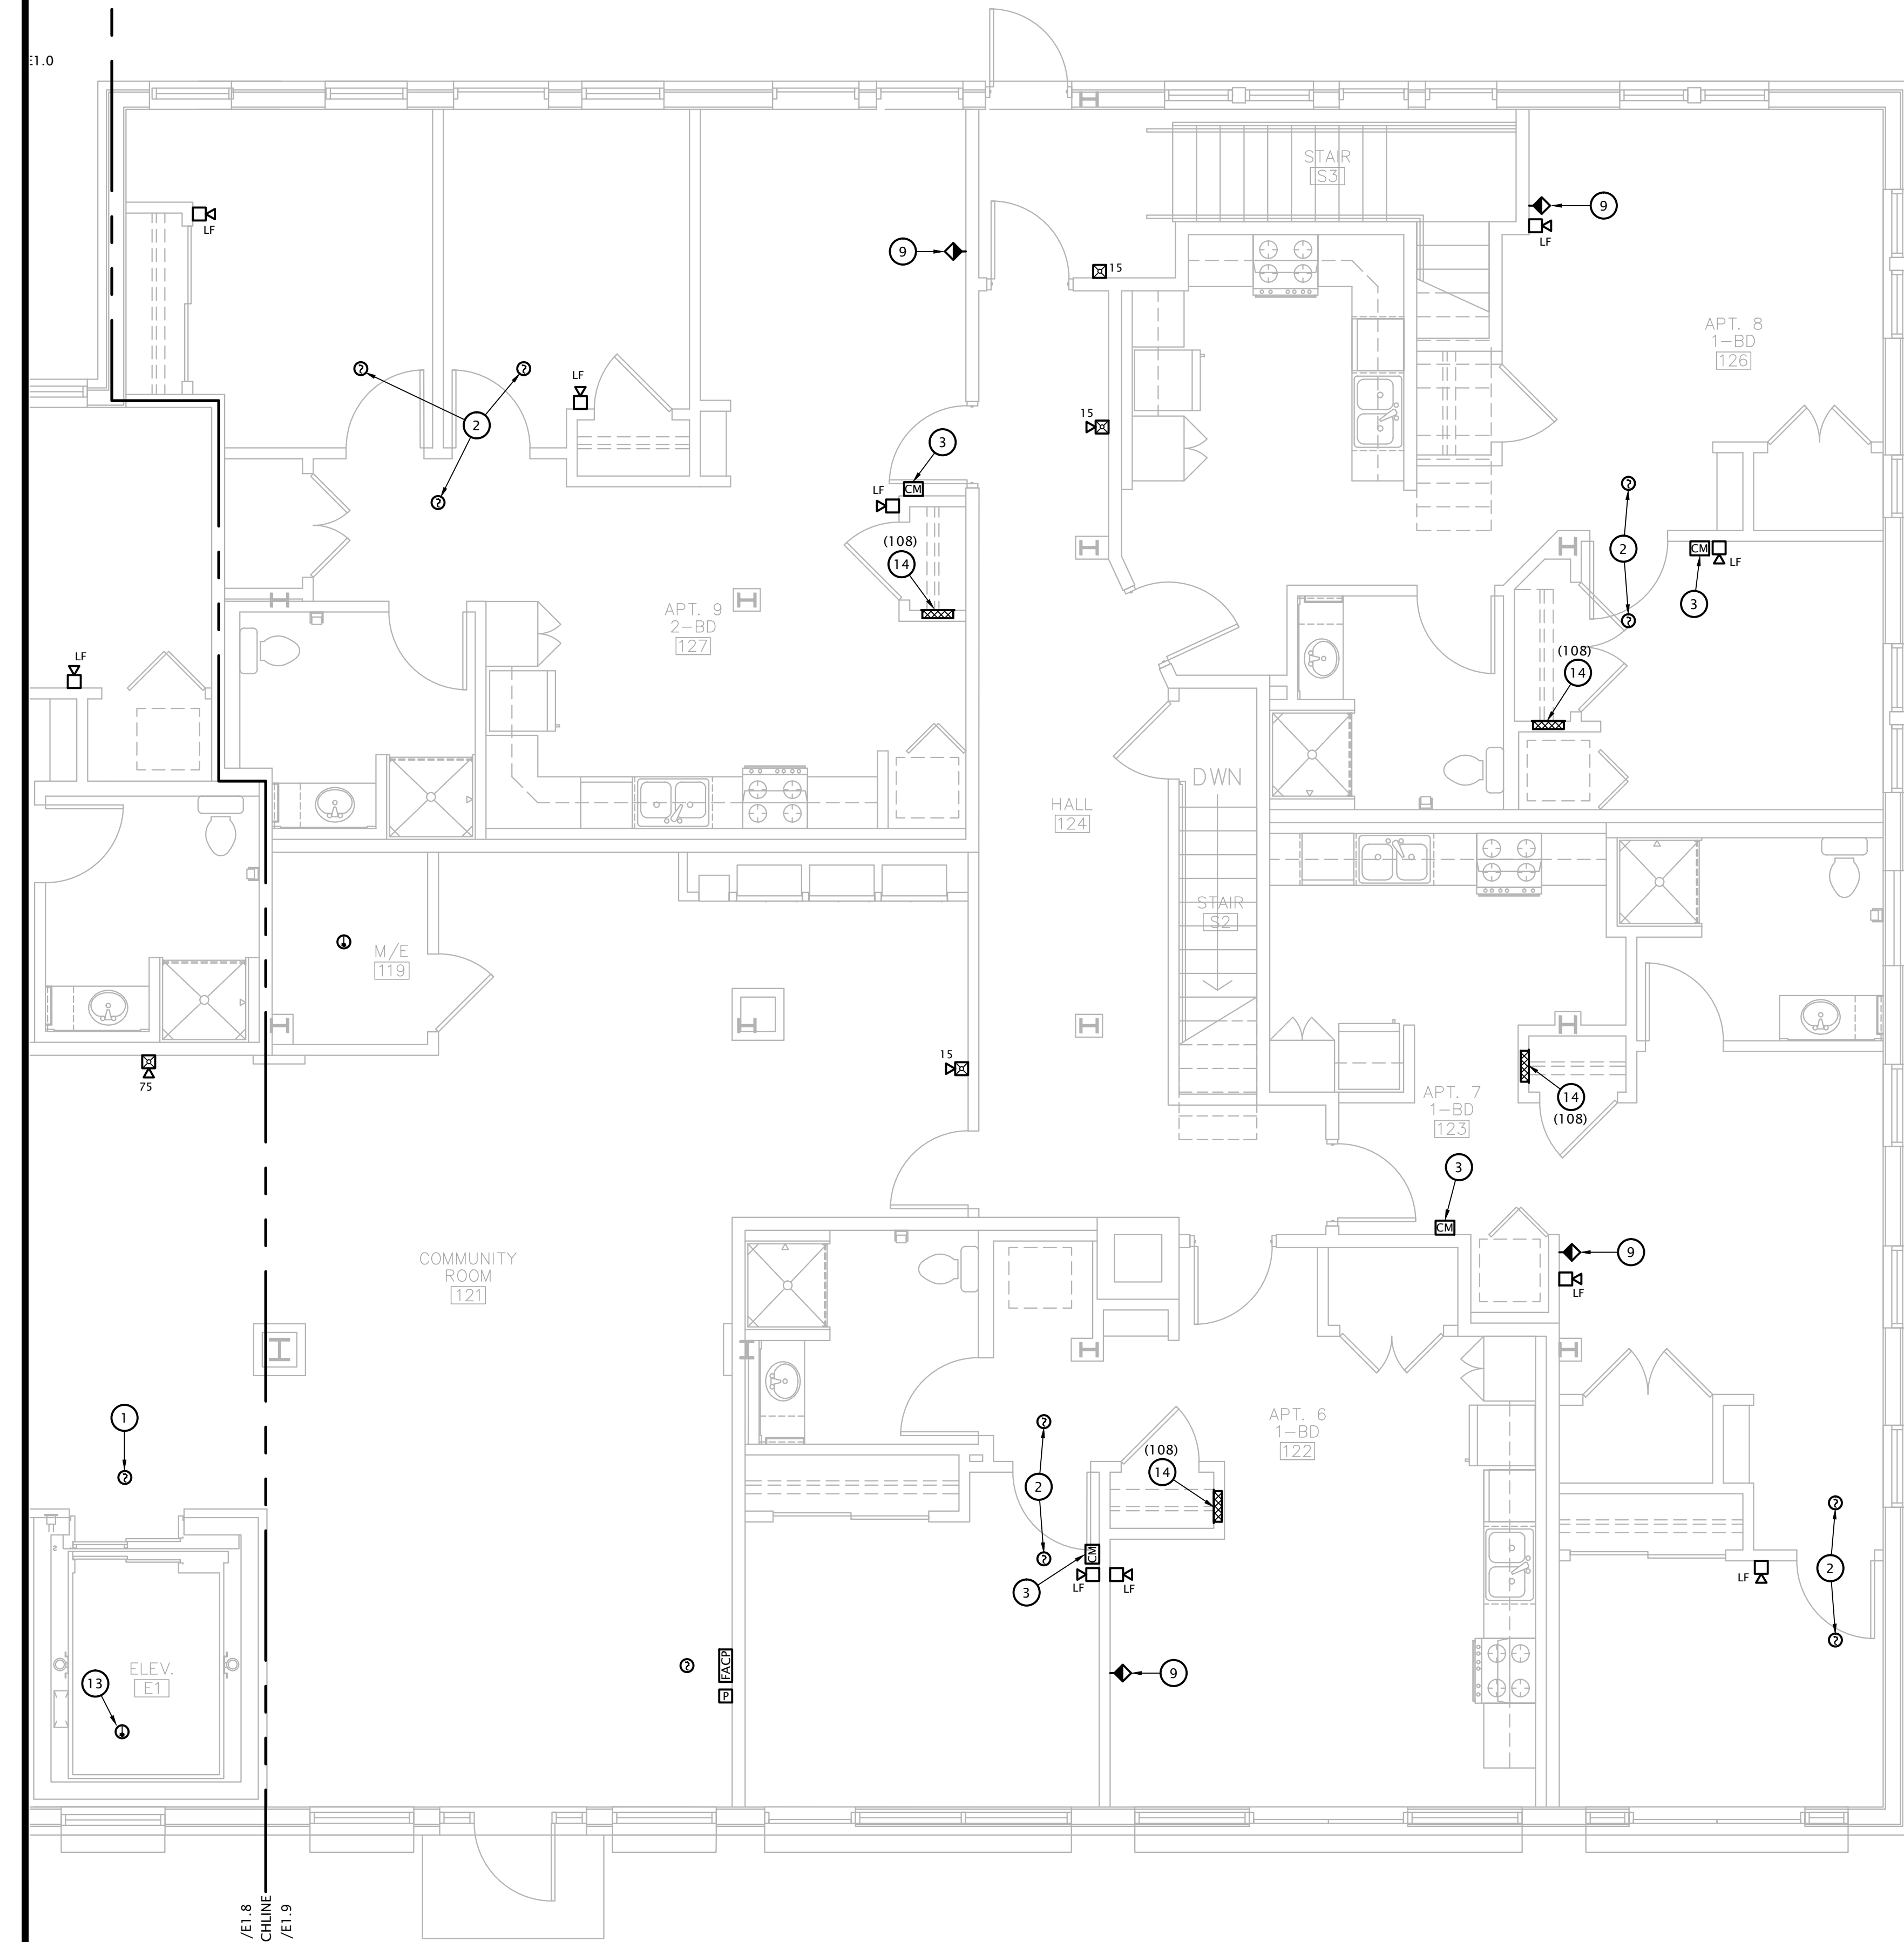 E1.0
STAIR
S3
9
LF
LF
9
15
APT. 8
1-BD
126
LF
2
15
3
CM
LF
2
CM
LF
3
(108)
14
APT. 9
2-BD
127
(108)
14
LF
DWN
HALL
124
STAIR
S2
M/E
119
15
75
14
(108)
APT. 7
1-BD
123
3
CM
COMMUNITY
ROOM
121
9
LF
1
APT. 6
1-BD
122
(108)
14
2
CM
3
LF
LF
LF
2
FACP
P
9
ELEV.
E1
13
/E1.8
CHLINE
/E1.9